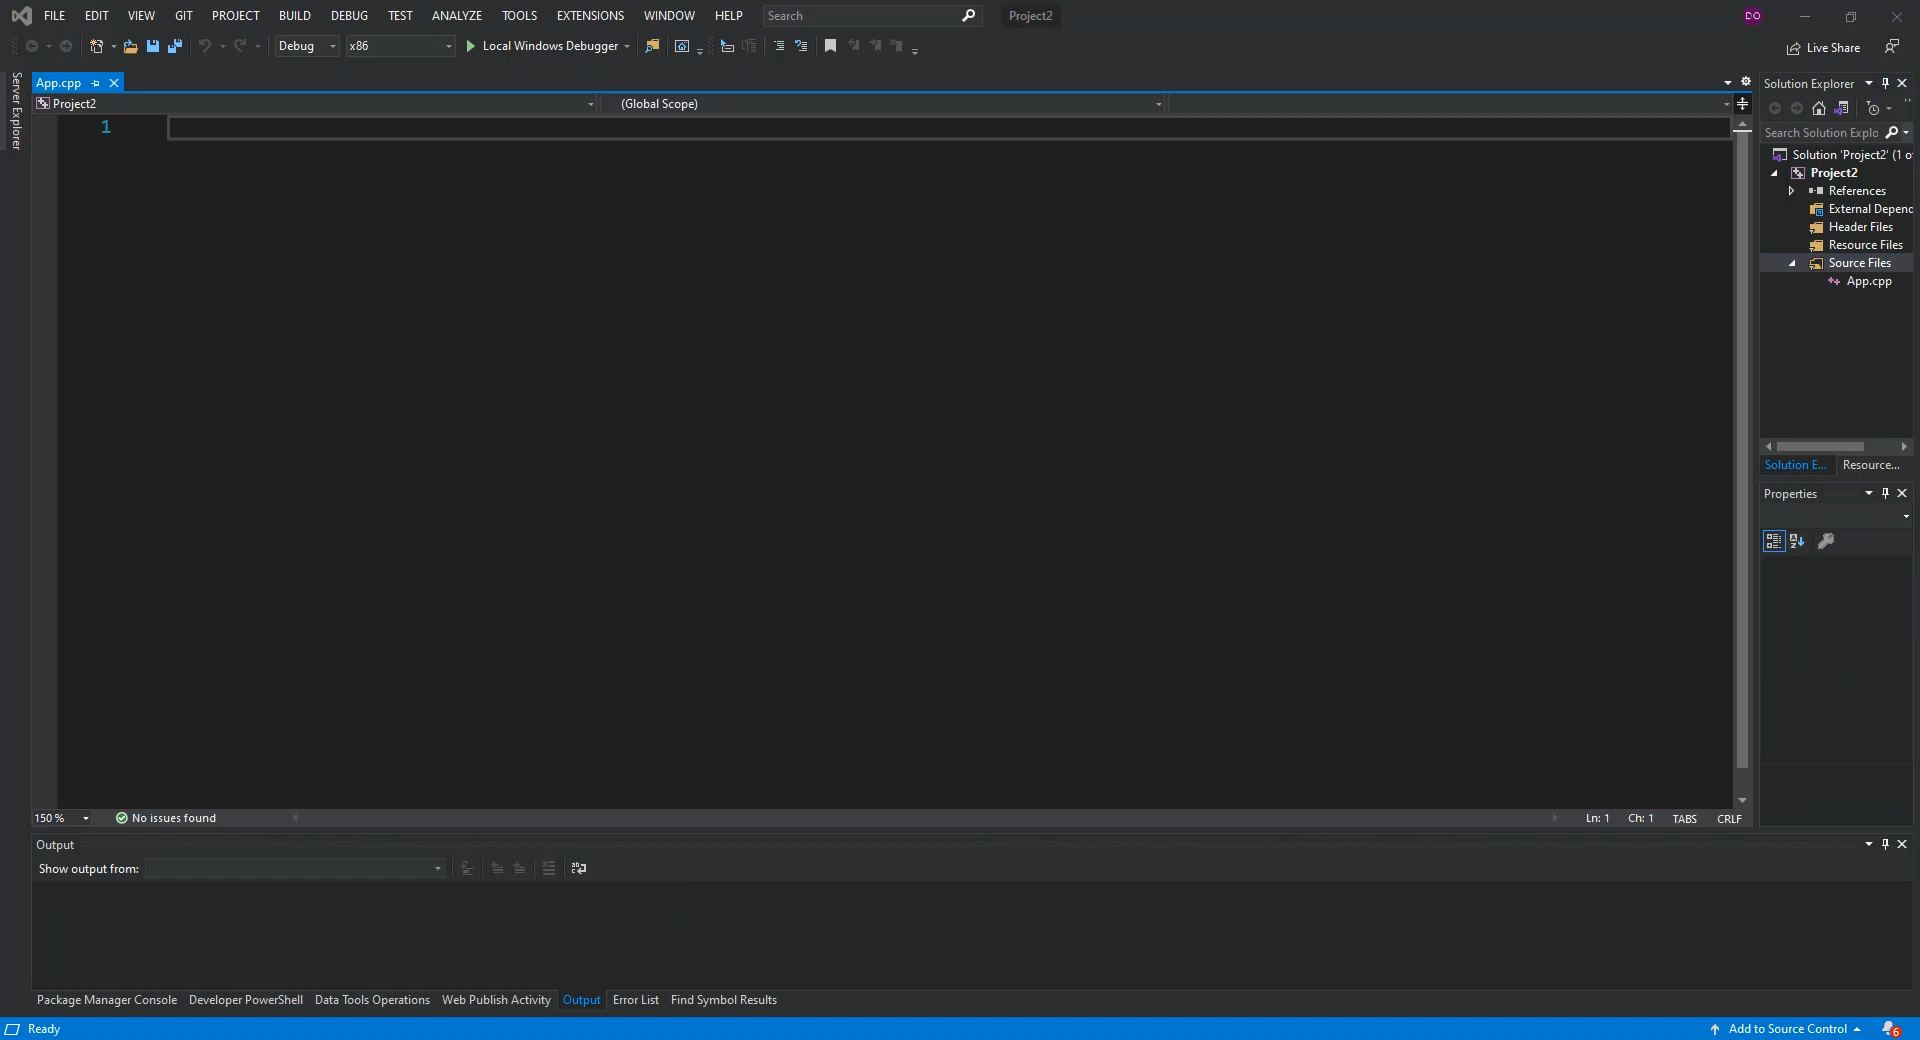 FILE EDIT VIEW GIT PROJECT BUILD DEBUG TEST ANALYZE TOOLS EXTENSIONS WINDOW HELP Search Project2 DO
Debug x86 Local Windows Debugger Live Share
Server Explorer
App.cpp
Project2 (Global Scope)
1
Solution Explorer
Search Solution Explo
Solution 'Project2' (1 o
Project2
References
External Depenc
Header Files
Resource Files
Source Files
App.cpp
Solution E... Resource...
Properties
150 % No issues found Ln: 1 Ch: 1 TABS CRLF
Output
Show output from:
Package Manager Console Developer PowerShell Data Tools Operations Web Publish Activity Output Error List Find Symbol Results
Ready Add to Source Control 6